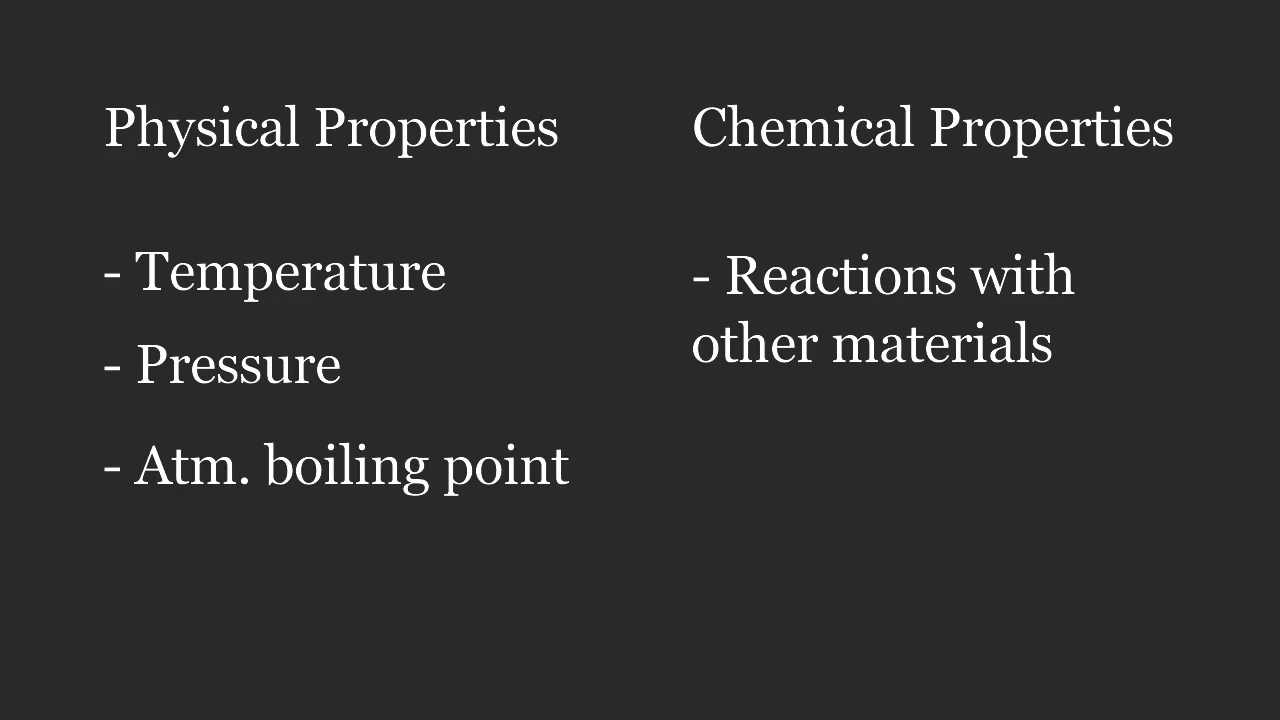 Physical Properties
- Temperature
- Pressure
- Atm. boiling point
Chemical Properties
- Reactions with
other materials